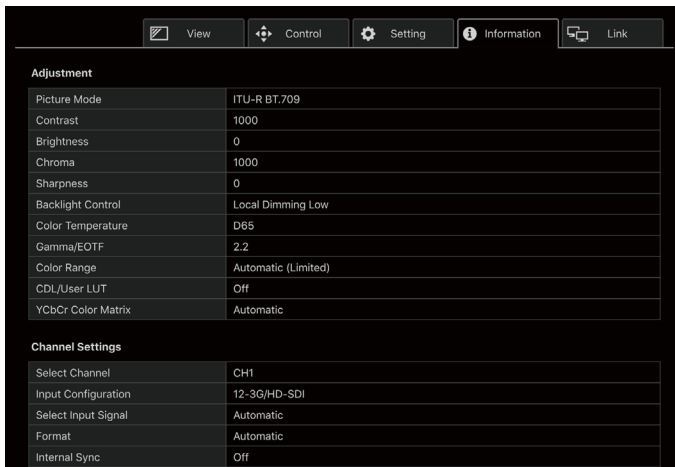 View Control Setting Information Link
Adjustment
Picture Mode ITU-R BT.709
Contrast 1000
Brightness 0
Chroma 1000
Sharpness 0
Backlight Control Local Dimming Low
Color Temperature D65
Gamma/EOTF 2.2
Color Range Automatic (Limited)
CDL/User LUT Off
YCbCr Color Matrix Automatic
Channel Settings
Select Channel CH1
Input Configuration 12-3G/HD-SDI
Select Input Signal Automatic
Format Automatic
Internal Sync Off